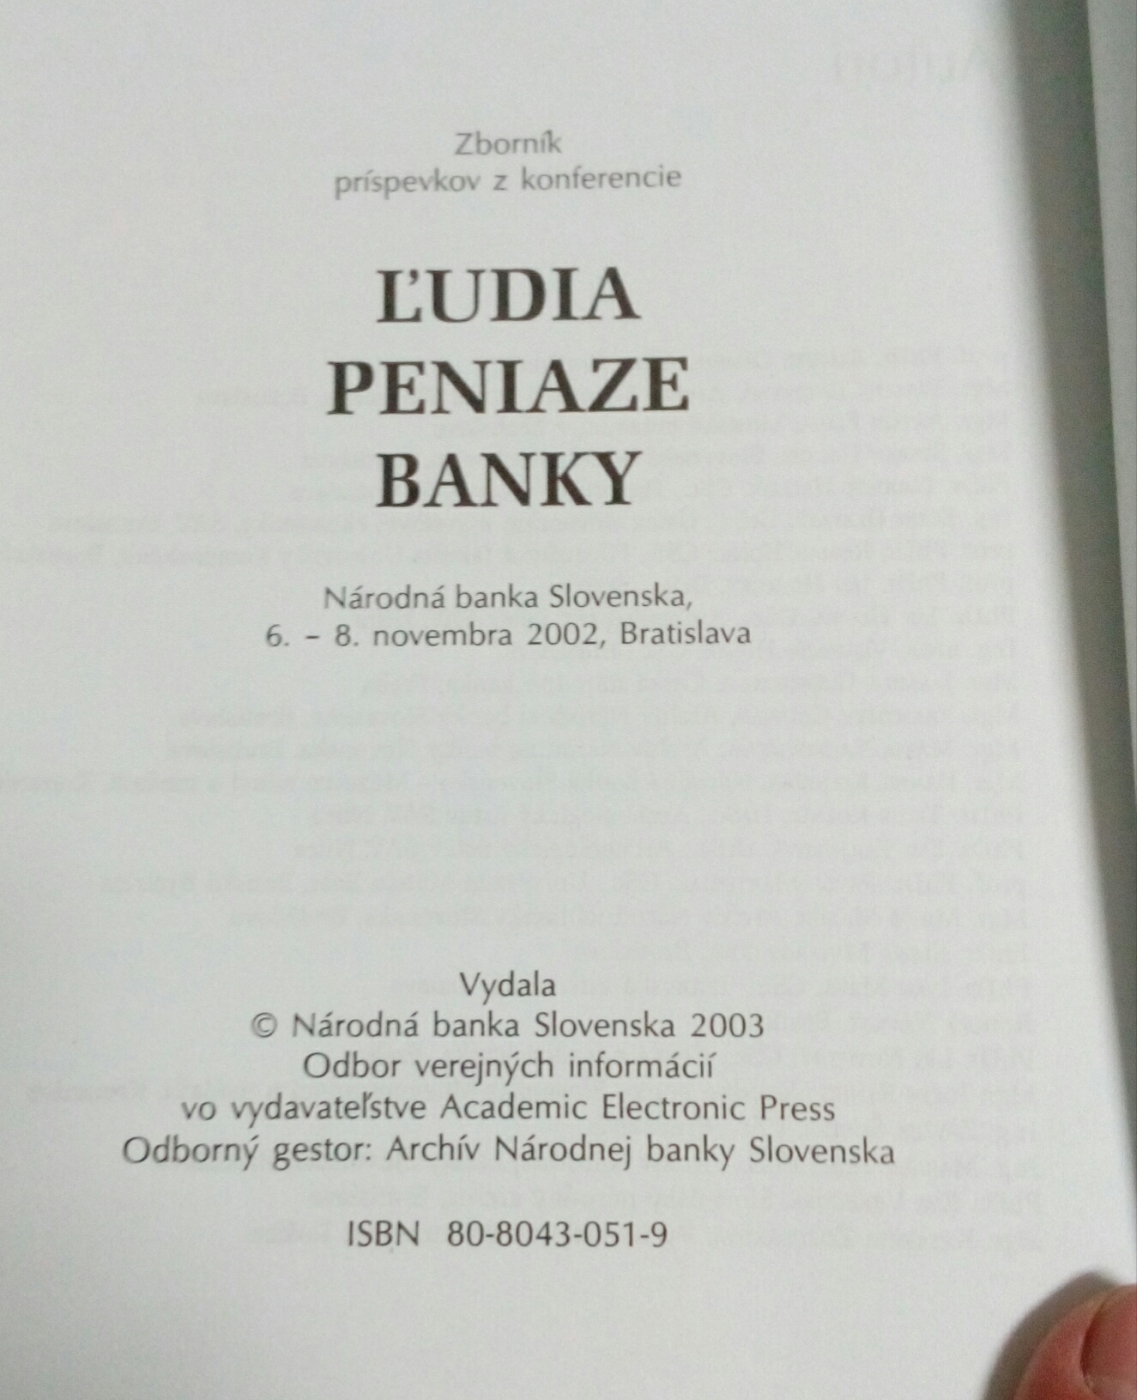 Zborník
príspevkov z konferencie
ĽUDIA
PENIAZE
BANKY
Národná banka Slovenska,
6. – 8. novembra 2002, Bratislava
Vydala
© Národná banka Slovenska 2003
Odbor verejných informácií
vo vydavateľstve Academic Electronic Press
Odborný gestor: Archív Národnej banky Slovenska
ISBN 80-8043-051-9